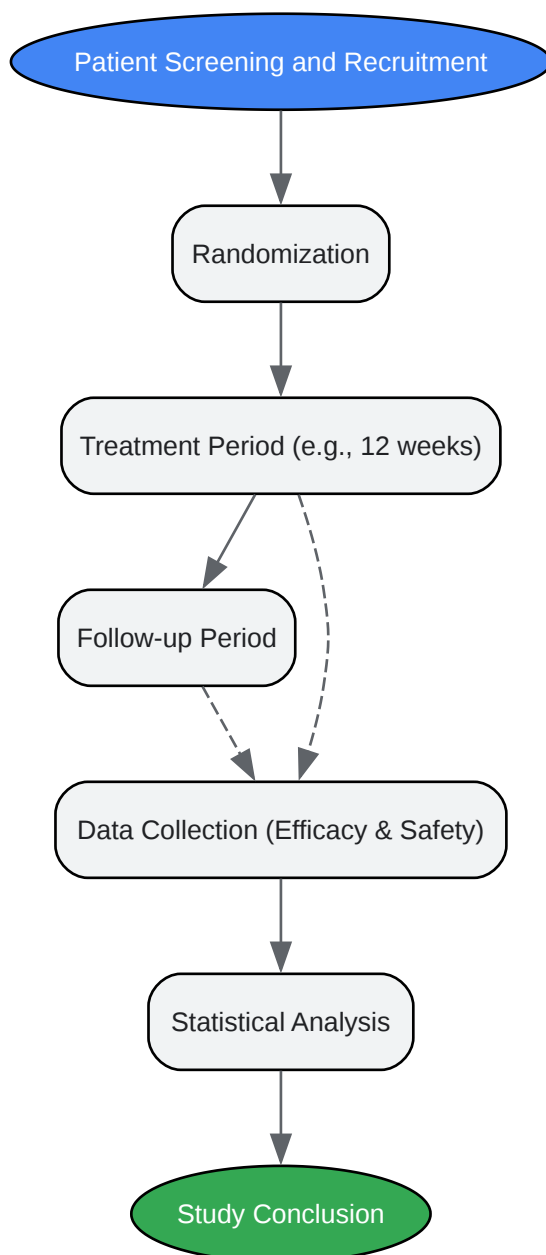 Patient Screening and Recruitment
Randomization
Treatment Period (e.g., 12 weeks)
Follow-up Period
Data Collection (Efficacy & Safety)
Statistical Analysis
Study Conclusion